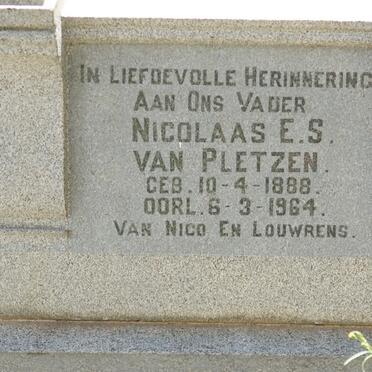 In Liefdevolle Herinnering
Aan Ons Vader
Nicolaas E.S.
van Pletzen.
Geb. 10-4-1888.
Oorl. 6-3-1964.
Van Nico En Louwrens.